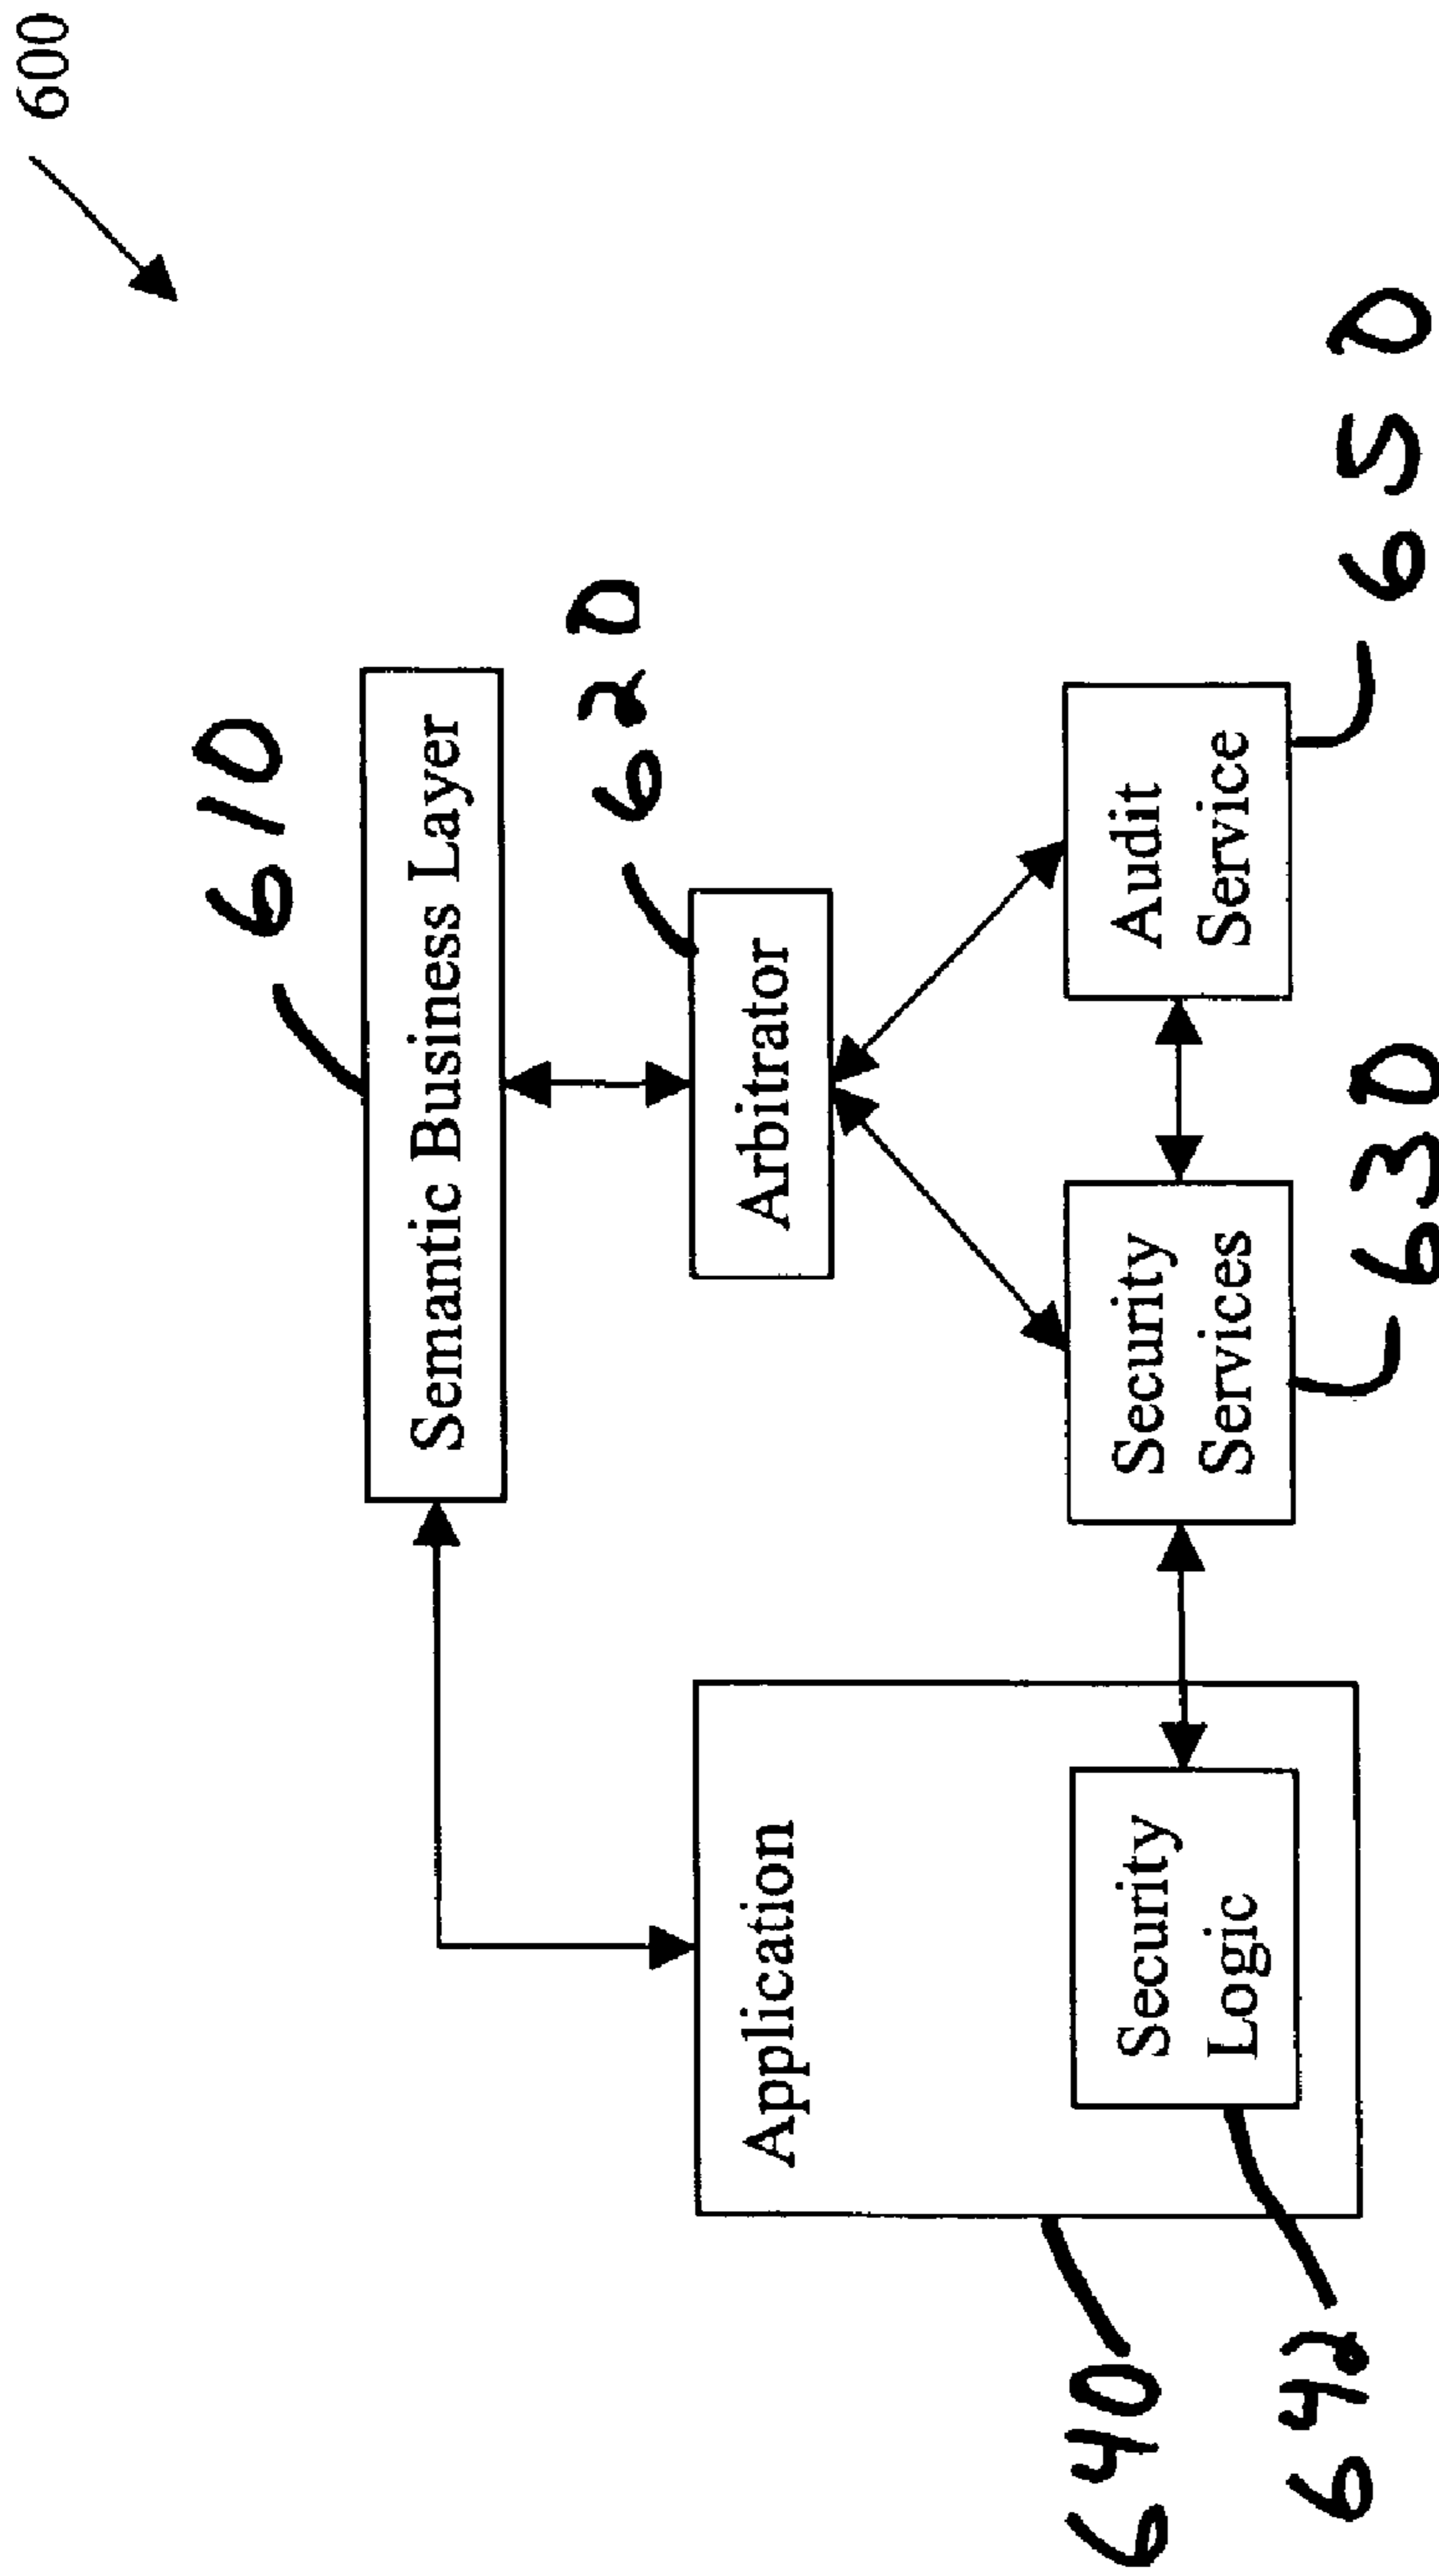 600
610
Semantic Business Layer
620
Arbitrator
Application
Security
Logic
Security
Services
Audit
Service
640
642
630
650